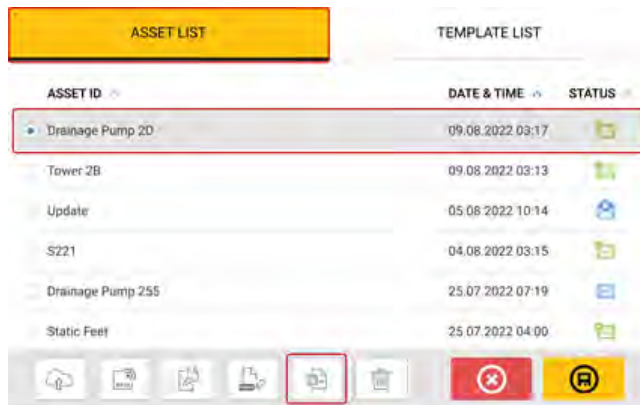 ASSET LIST
TEMPLATE LIST
ASSET ID
DATE & TIME
STATUS
Drainage Pump 2D
09.08.2022 03:17
Tower 2B
09.08.2022 03:13
Update
05.08.2022 10:14
S221
04.08.2022 03:15
Drainage Pump 255
25.07.2022 07:19
Static Feet
25.07.2022 04:00